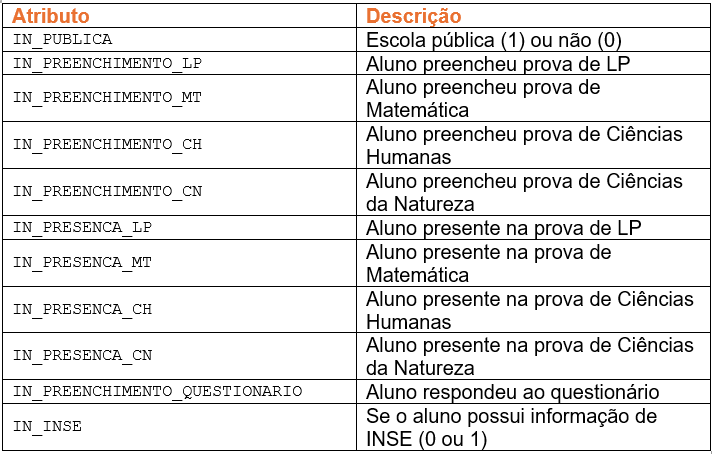 Atributo Descrição
IN_PUBLICA Escola pública (1) ou não (0)
IN_PREENCHIMENTO_LP Aluno preencheu prova de LP
IN_PREENCHIMENTO_MT Aluno preencheu prova de
Matemática
IN_PREENCHIMENTO_CH Aluno preencheu prova de Ciências
Humanas
IN_PREENCHIMENTO_CN Aluno preencheu prova de Ciências
da Natureza
IN_PRESENCA_LP Aluno presente na prova de LP
IN_PRESENCA_MT Aluno presente na prova de
Matemática
IN_PRESENCA_CH Aluno presente na prova de Ciências
Humanas
IN_PRESENCA_CN Aluno presente na prova de Ciências
da Natureza
IN_PREENCHIMENTO_QUESTIONARIO Aluno respondeu ao questionário
IN_INSE Se o aluno possui informação de
INSE (0 ou 1)